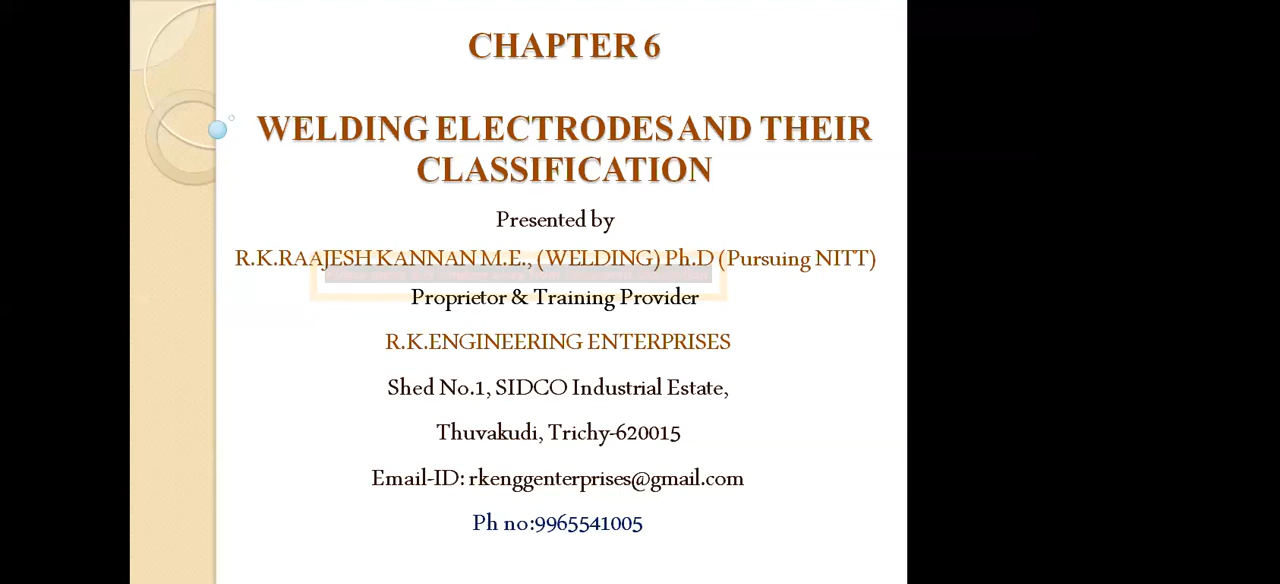 CHAPTER 6
WELDING ELECTRODES AND THEIR
CLASSIFICATION
Presented by
R.K.RAAJESH KANNAN M.E., (WELDING) Ph.D (Pursuing NITT)
Proprietor & Training Provider
R.K.ENGINEERING ENTERPRISES
Shed No.1, SIDCO Industrial Estate,
Thuvakudi, Trichy-620015
Email-ID: rkenggenterprises@gmail.com
Ph no:9965541005